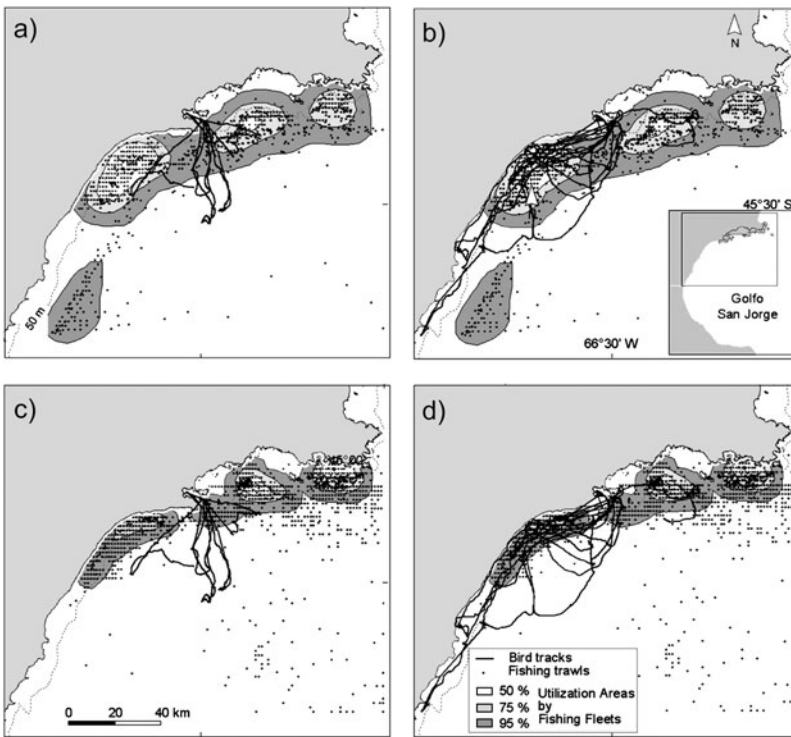 a)
50 m
b)
N
45°30' S
Golfo
San Jorge
66°30' W
c)
0 20 40 km
d)
Bird tracks
Fishing trawls
50 %
75 %
95 %
Utilization Areas
by
Fishing Fleets